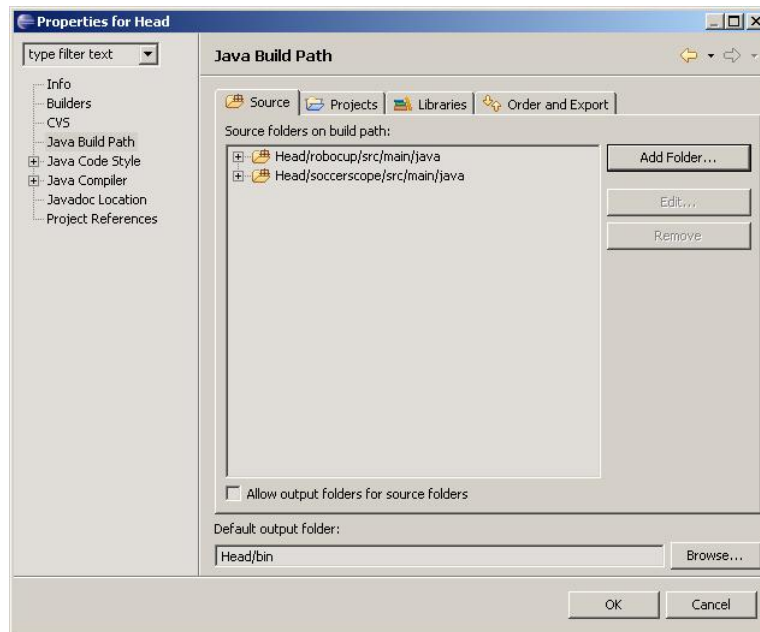 Properties for Head
type filter text
Info
Builders
CVS
Java Build Path
Java Code Style
Java Compiler
Javadoc Location
Project References
Java Build Path
Source Projects Libraries Order and Export
Source folders on build path:
Head/robocup/src/main/java
Head/soccerscope/src/main/java
Add Folder...
Edit...
Remove
Allow output folders for source folders
Default output folder:
Head/bin
Browse...
OK Cancel